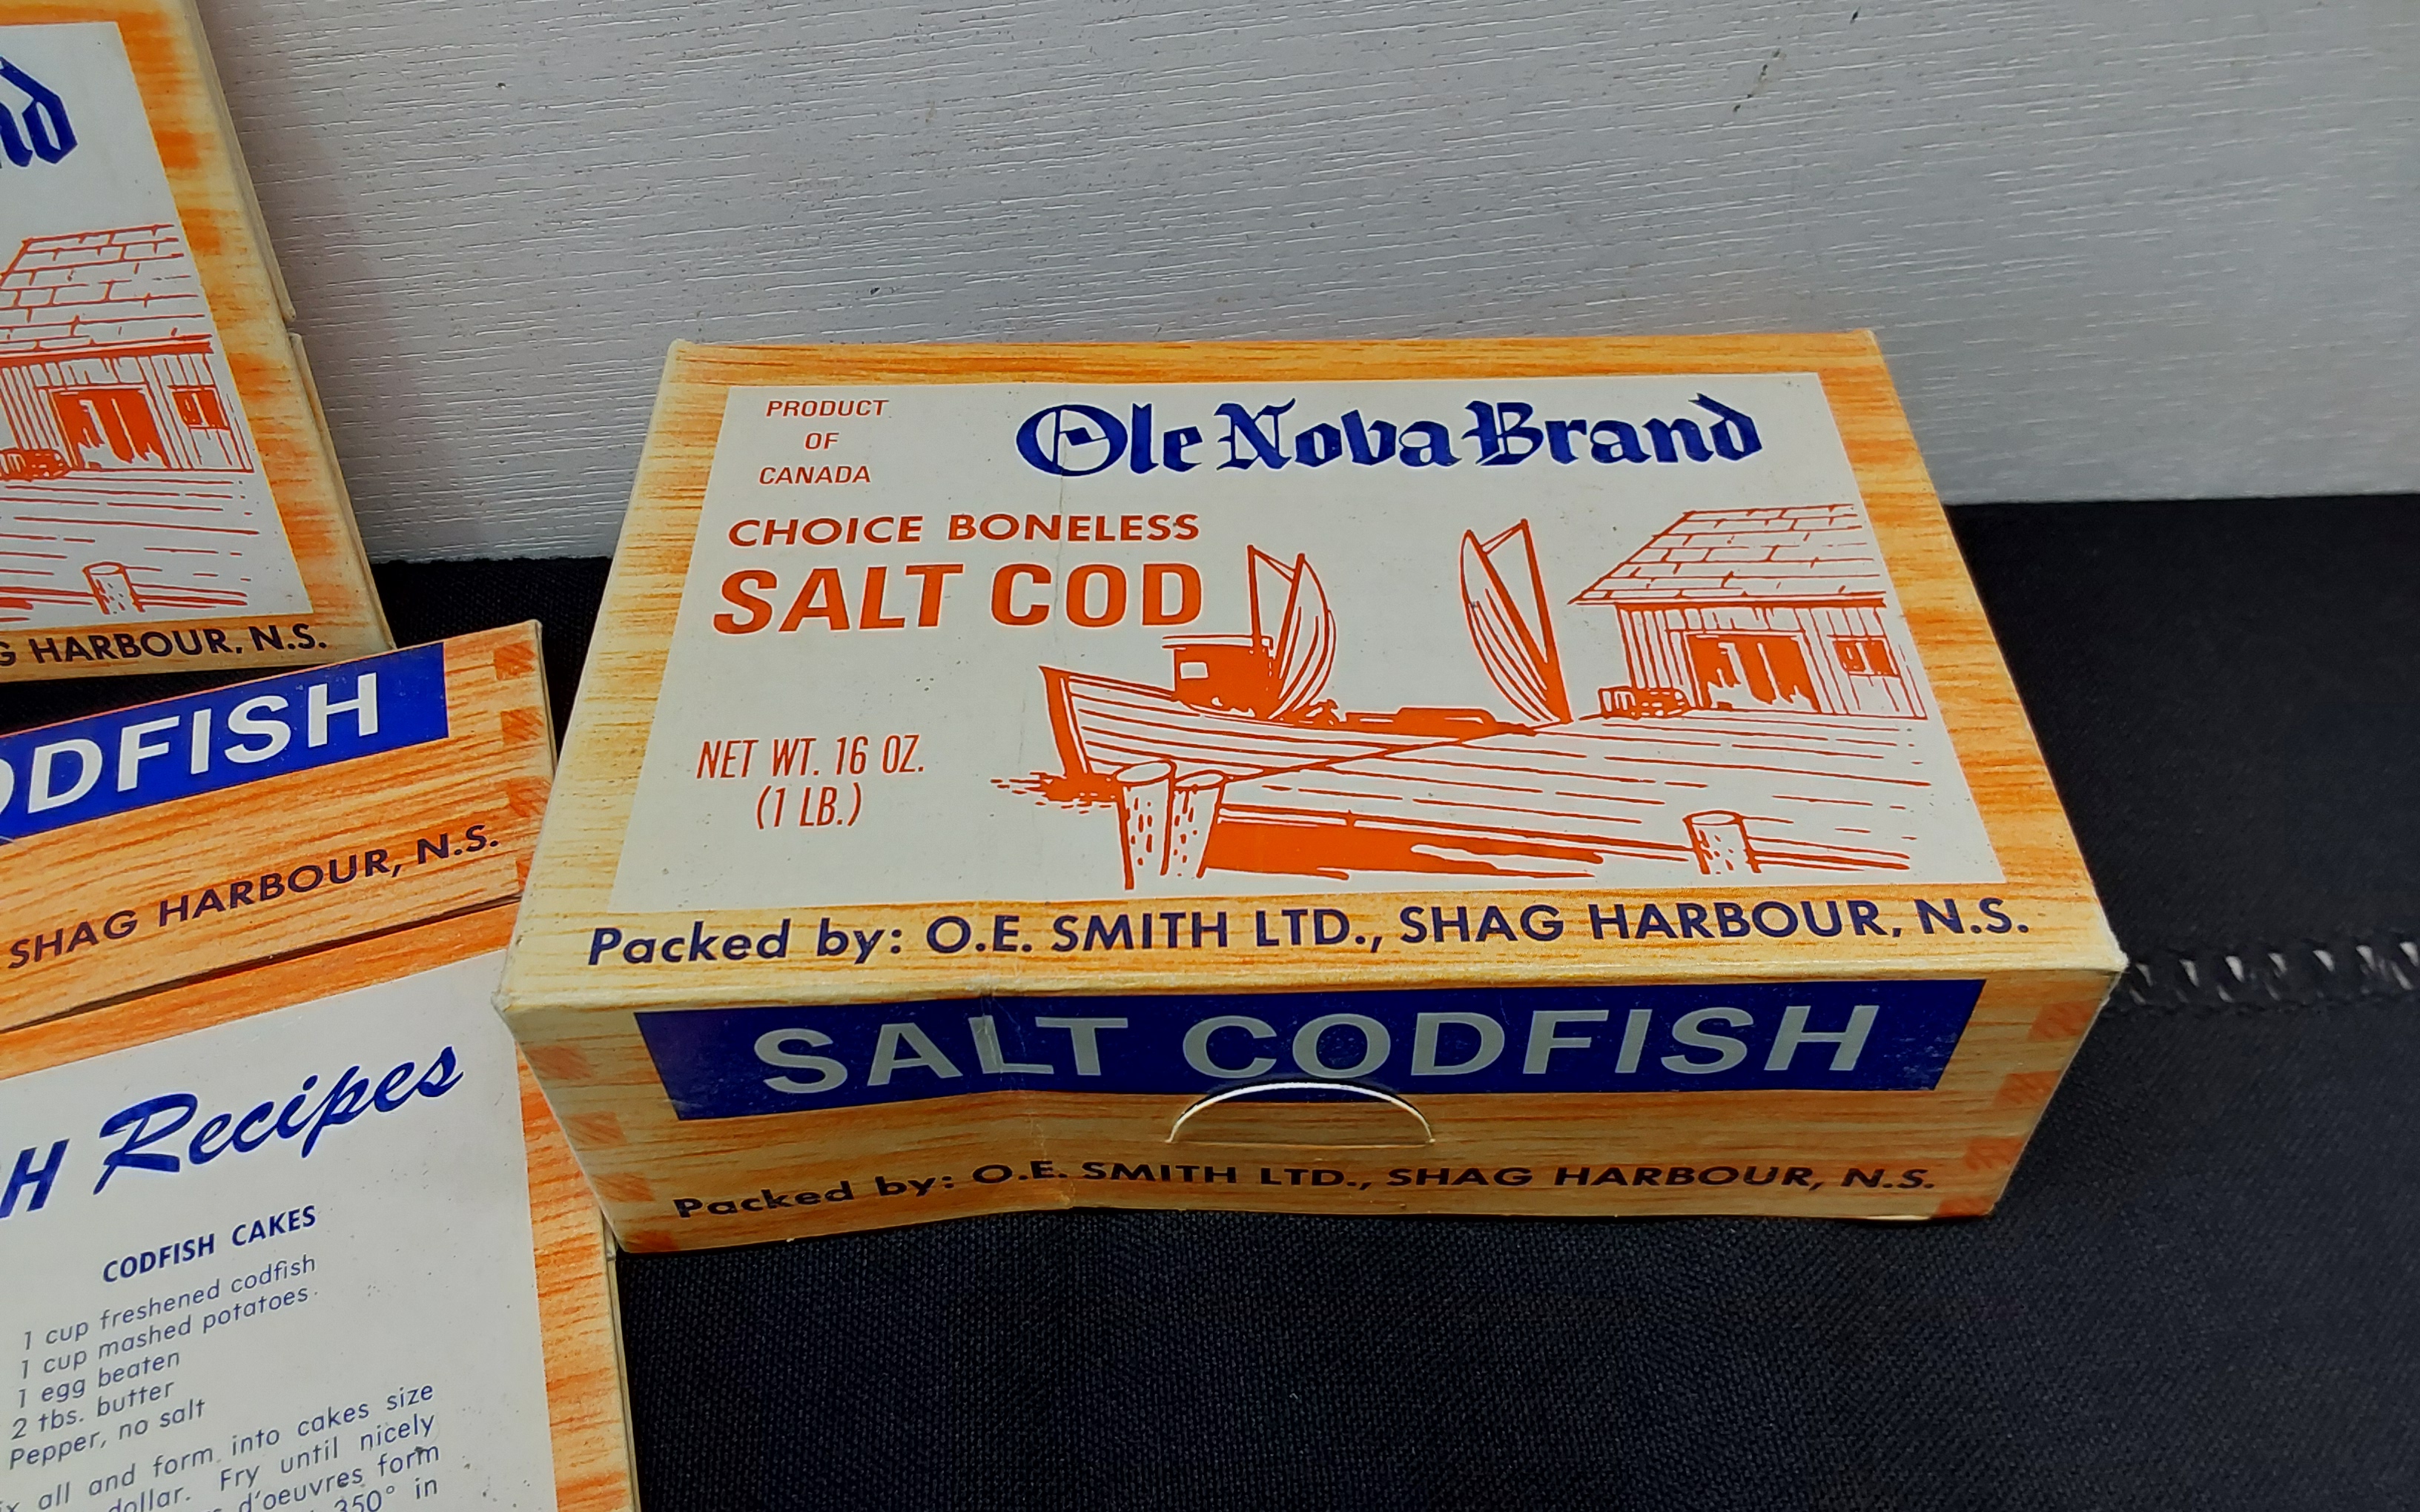 PRODUCT
OF
CANADA
Ole Nova Brand
CHOICE BONELESS
SALT COD
NET WT. 16 OZ.
(1 LB.)
Packed by: O.E. SMITH LTD., SHAG HARBOUR, N.S.
SALT CODFISH
Packed by: O.E. SMITH LTD., SHAG HARBOUR, N.S.
HARBOUR, N.S.
SHAG HARBOUR, N.S.
Recipes
CODFISH CAKES
1 cup freshened codfish
1 cup mashed potatoes
1 egg beaten
2 tbs. butter
Pepper, no salt
all and form into cakes size
dollar. Fry until nicely
d'oeuvres form
350° in